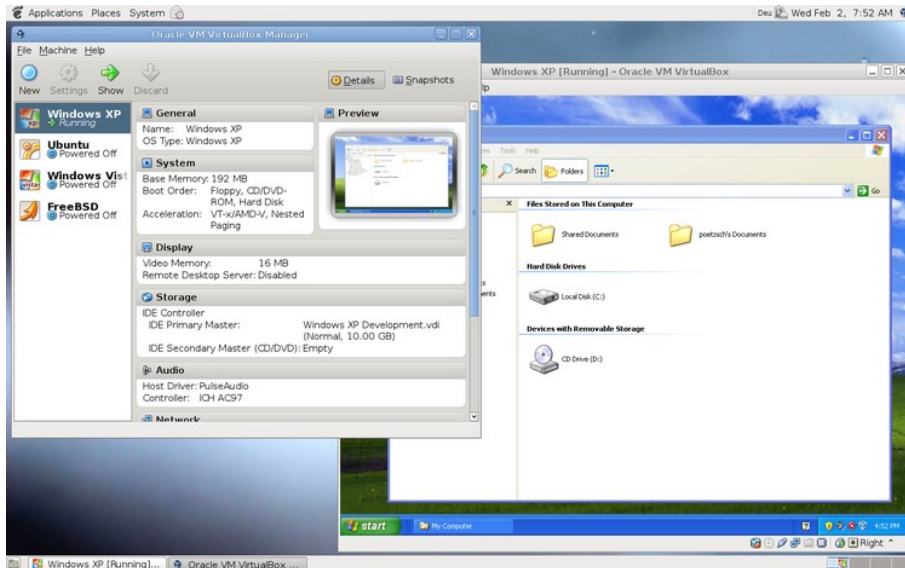 Applications Places System
Deu Wed Feb 2, 7:52 AM
Oracle VM VirtualBox Manager
File Machine Help
New Settings Show Discard
Details Snapshots
Windows XP
Running
Ubuntu
Powered Off
Windows Vist
Powered Off
FreeBSD
Powered Off
General
Name: Windows XP
OS Type: Windows XP
System
Base Memory: 192 MB
Boot Order: Floppy, CD/DVD-
ROM, Hard Disk
Acceleration: VT-x/AMD-V, Nested
Paging
Preview
Display
Video Memory: 16 MB
Remote Desktop Server: Disabled
Storage
IDE Controller
IDE Primary Master: Windows XP Development.vdi
(Normal, 10.00 GB)
IDE Secondary Master (CD/DVD): Empty
Audio
Host Driver: PulseAudio
Controller: ICH AC97
Network
Windows XP [Running] - Oracle VM VirtualBox
Tools Help
Search Folders
Go
Files Stored on This Computer
Shared Documents poetzsch's Documents
Hard Disk Drives
Local Disk (C:)
Devices with Removable Storage
CD Drive (D:)
start My Computer 4:52 PM
Right
Windows XP [Running]... Oracle VM VirtualBox ...